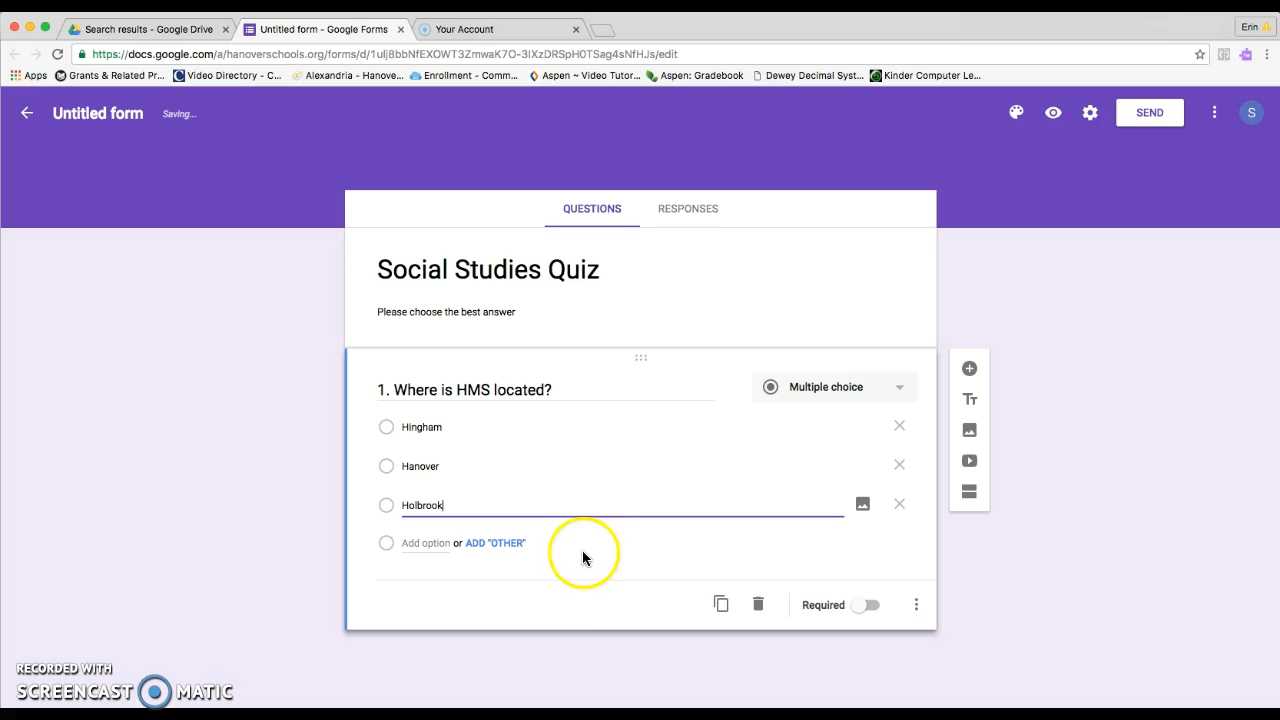 Search results - Google Drive
Untitled form - Google Forms
Your Account
Erin
https://docs.google.com/a/hanoverschools.org/forms/d/1ulj8bbNfEXOWT3ZmwaK7O-3IXzDRSpH0TSag4sNfHJs/edit
Apps
Grants & Related Pr...
Video Directory - C...
Alexandria - Hanove...
Enrollment - Comm...
Aspen ~ Video Tutor...
Aspen: Gradebook
Dewey Decimal Syst...
Kinder Computer Le...
Untitled form
Saving...
SEND
S
QUESTIONS
RESPONSES
Social Studies Quiz
Please choose the best answer
1. Where is HMS located?
Multiple choice
Hingham
Hanover
Holbrook
Add option or ADD "OTHER"
Required
Tт
RECORDED WITH
SCREENCAST MATIC